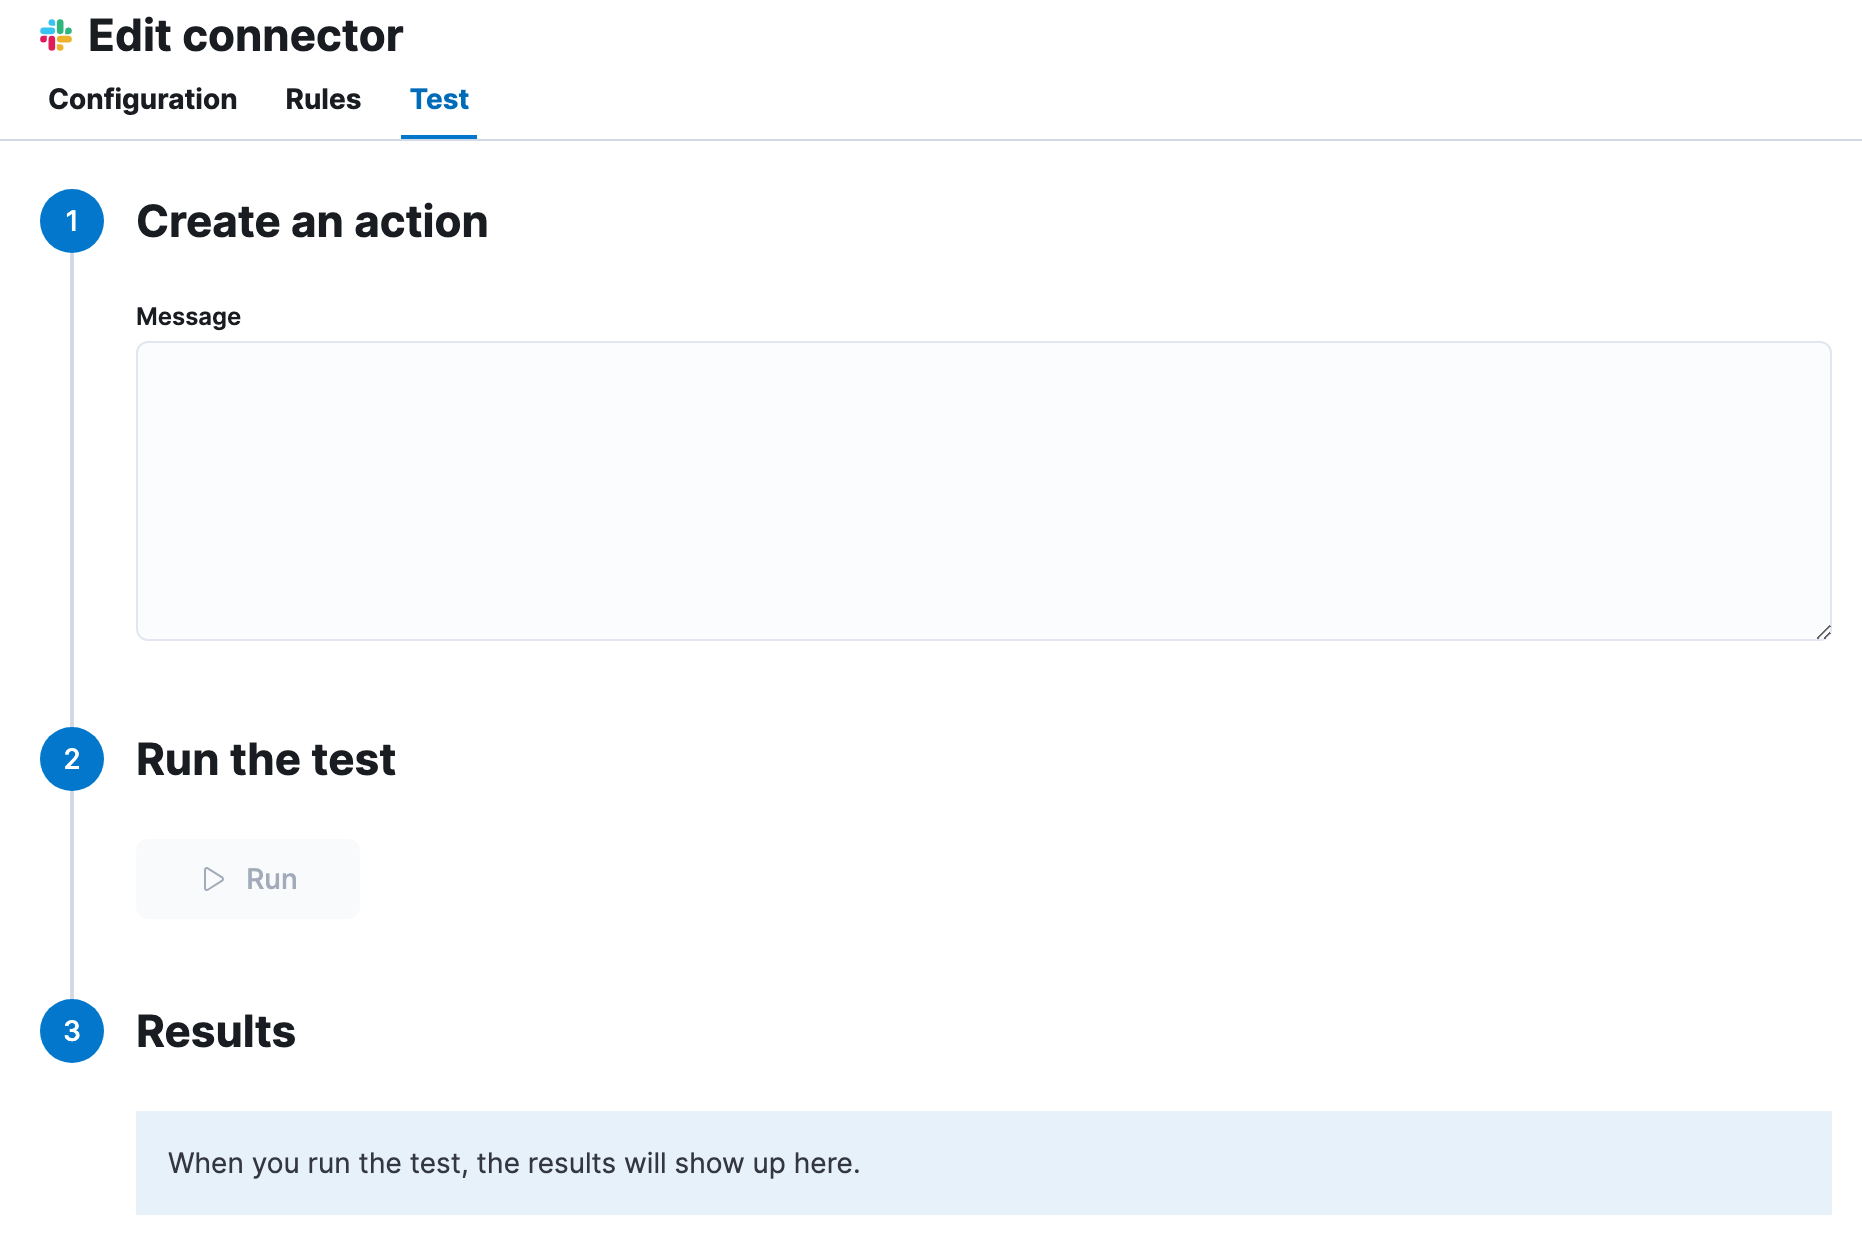 Edit connector
Configuration Rules Test
1 Create an action
Message
2 Run the test
Run
3 Results
When you run the test, the results will show up here.